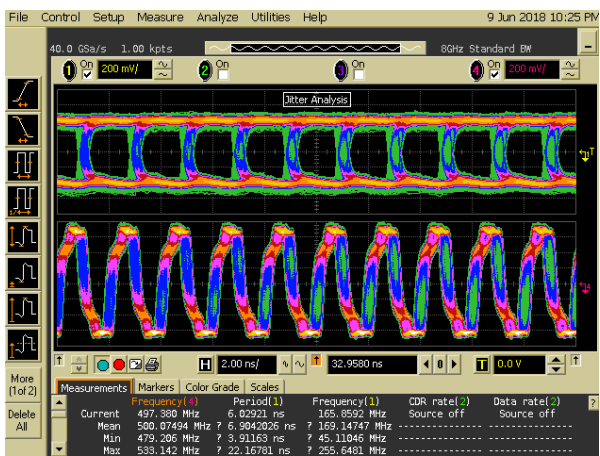 File Control Setup Measure Analyze Utilities Help 9 Jun 2018 10:25 PM
40.0 GSa/s 1.00 kpts 8GHz Standard BW
1 On 200 mV/ 2 On 3 On 4 On 200 mV/
Jitter Analysis
H 2.00 ns/ 32.9580 ns 0 T 0.0 V
More
(1 of 2)
Delete
All
Measurements Markers Color Grade Scales
Frequency(4) Period(1) Frequency(1) CDR rate(2) Data rate(2) ?
Current 497.380 MHz 6.02921 ns 165.8592 MHz Source off Source off
Mean 500.07494 MHz ? 6.9042026 ns ? 169.14747 MHz -------------- --------------
Min 479.206 MHz ? 3.91163 ns ? 45.11046 MHz -------------- --------------
Max 533.142 MHz ? 22.16781 ns ? 255.6481 MHz -------------- --------------